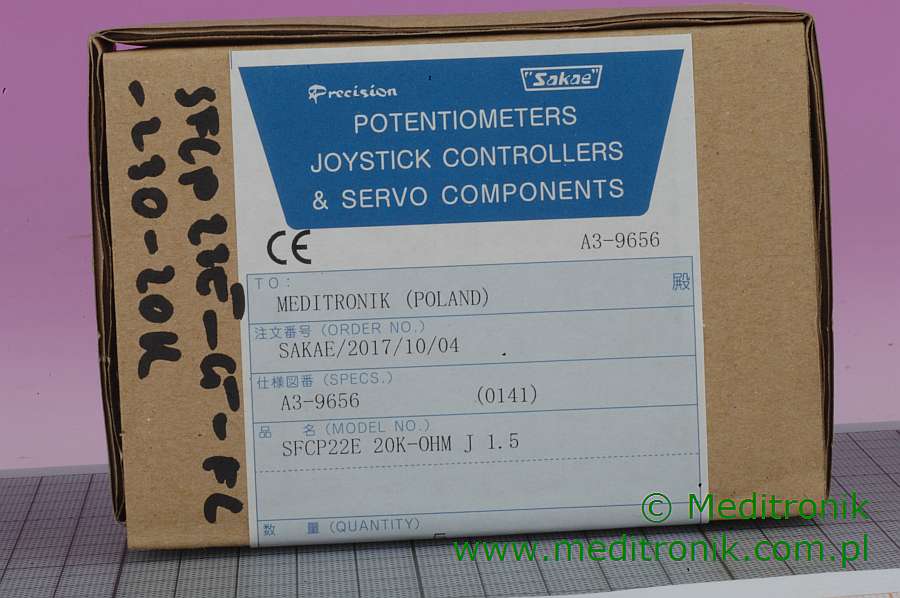 SFCP22E-G-FL
-230-20K
Precision
"Sakae"
POTENTIOMETERS
JOYSTICK CONTROLLERS
& SERVO COMPONENTS
CE
A3-9656
TO:
MEDITRONIK (POLAND)
殿
注文番号 (ORDER NO.)
SAKAE/2017/10/04
仕様図番 (SPECS.)
A3-9656 (0141)
品 名 (MODEL NO.)
SFCP22E 20K-OHM J 1.5
数 量 (QUANTITY)
© Meditronik
www.meditronik.com.pl